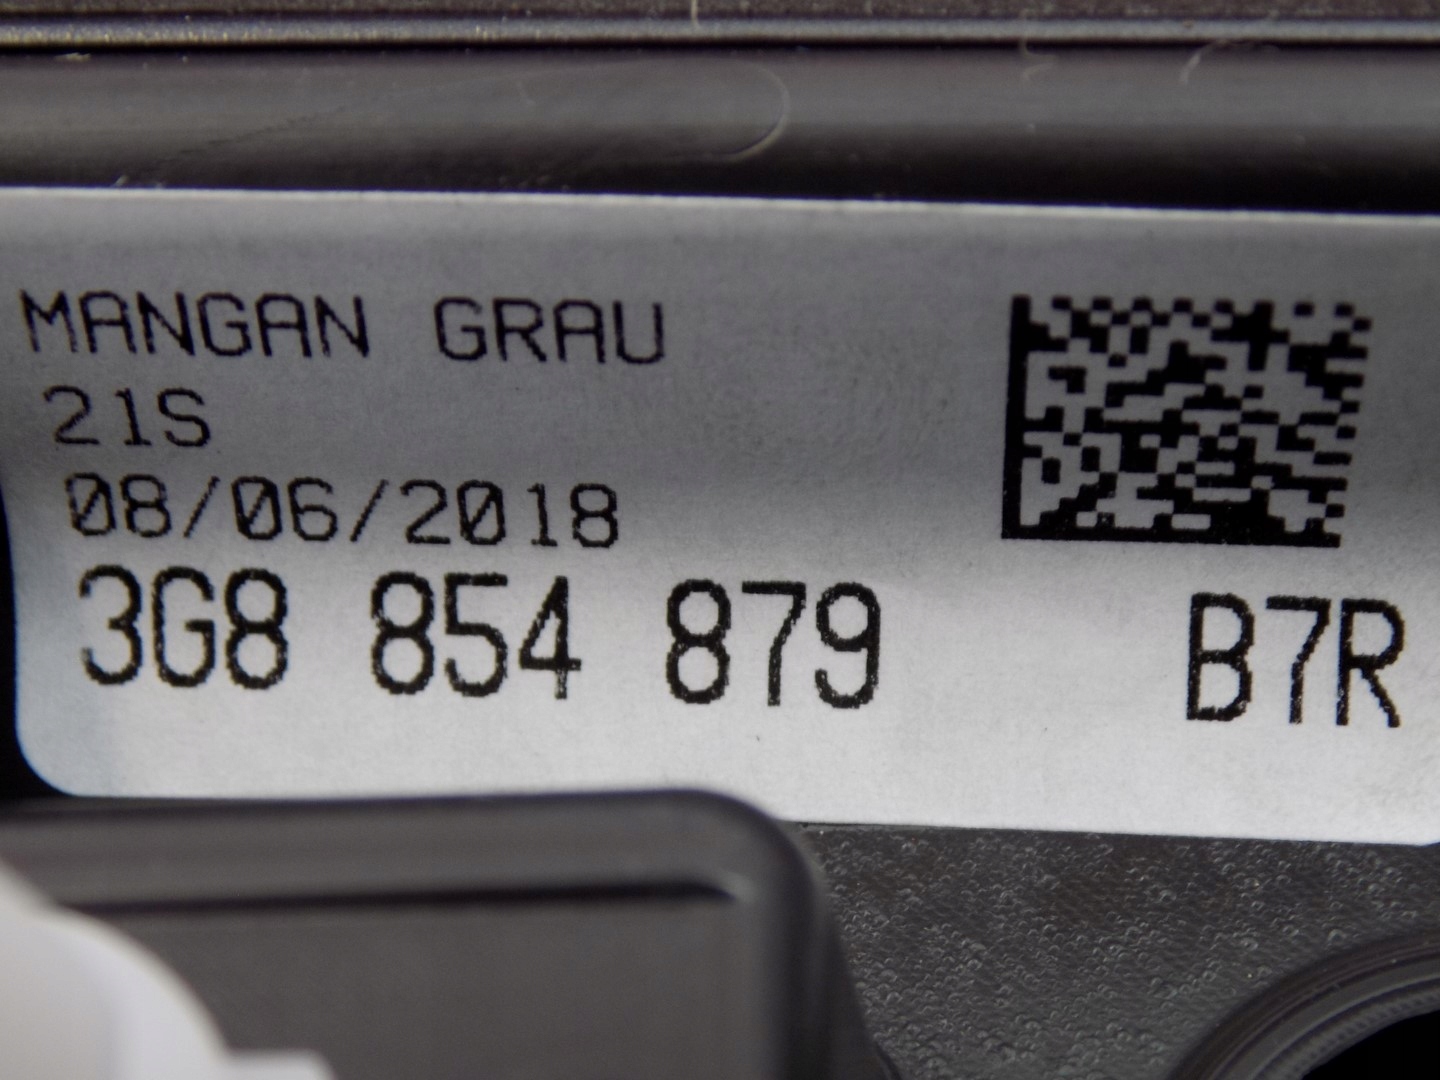 MANGAN GRAU
21S
08/06/2018
3G8 854 879 B7R